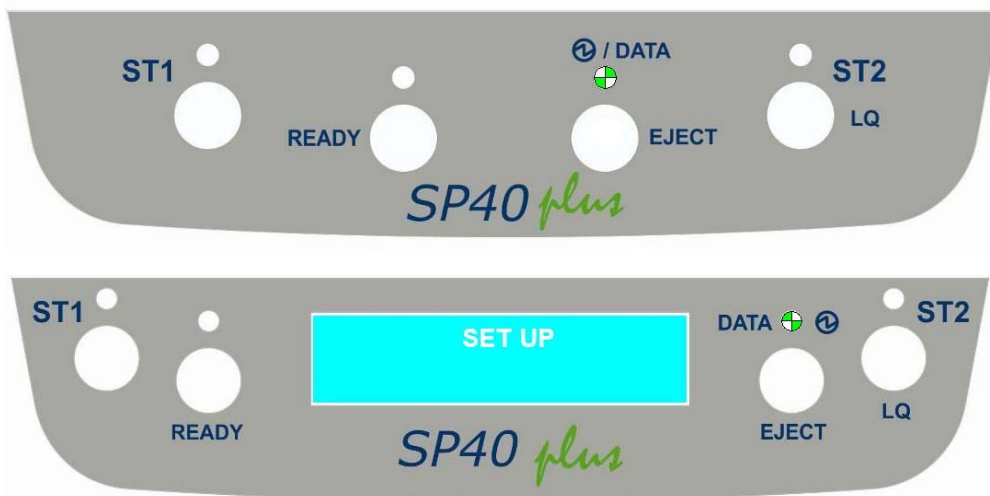 / DATA
ST1
ST2
READY
EJECT
LQ
SP40 plus
ST1
SET UP
DATA
ST2
READY
EJECT
LQ
SP40 plus